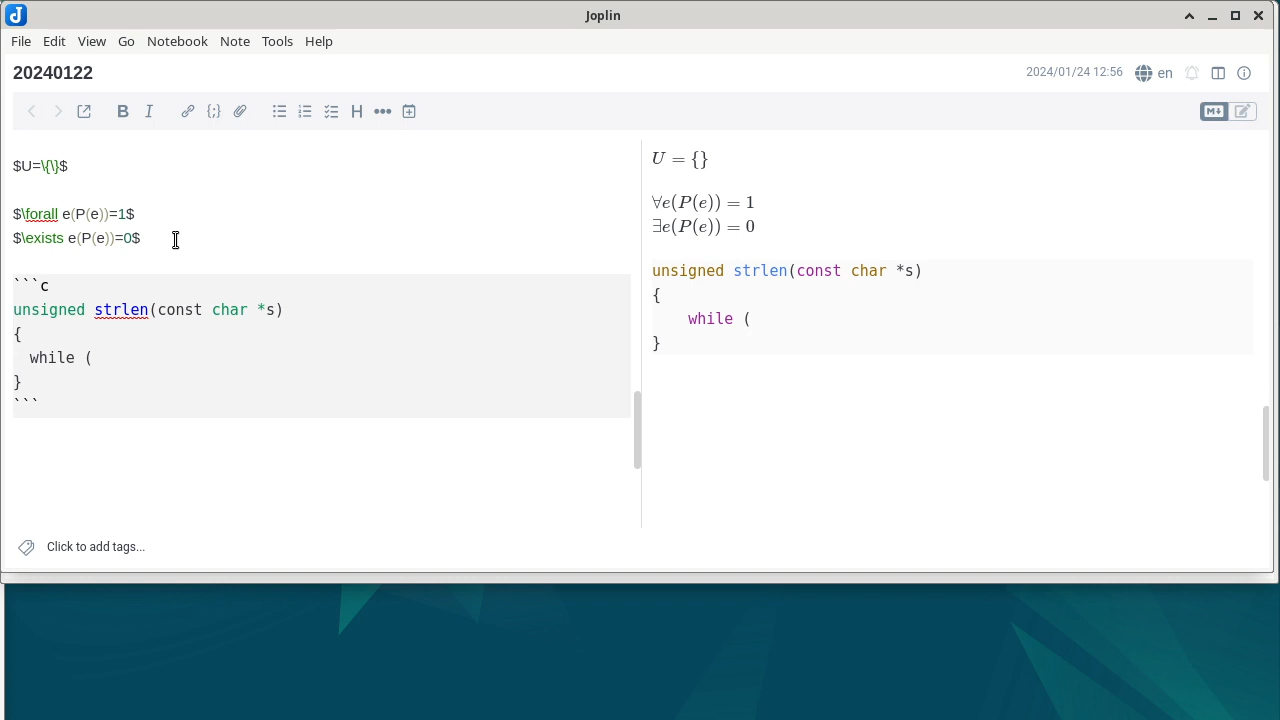 Joplin
File Edit View Go Notebook Note Tools Help
20240122
2024/01/24 12:56 en
B I H M↓
$U=\{\}$
$\forall e(P(e))=1$
$\exists e(P(e))=0$
```c
unsigned strlen(const char *s)
{
  while (
}
```
U = {}
∀e(P(e)) = 1
∃e(P(e)) = 0
unsigned strlen(const char *s)
{
    while (
}
Click to add tags...